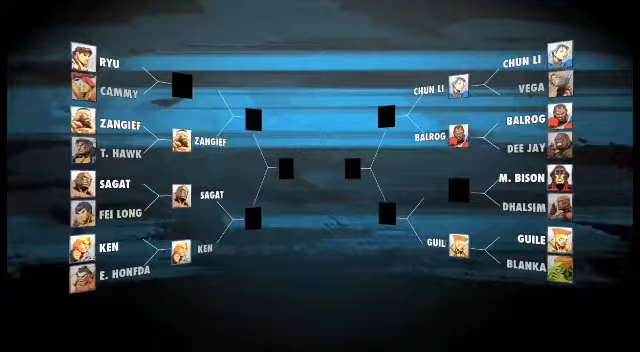 RYU
CAMMY
ZANGIEF
T. HAWK
SAGAT
FEI LONG
KEN
E. HONFDA
ZANGIEF
SAGAT
KEN
CHUN LI
BALROG
GUIL
CHUN LI
VEGA
BALROG
DEE JAY
M. BISON
DHALSIM
GUILE
BLANKA